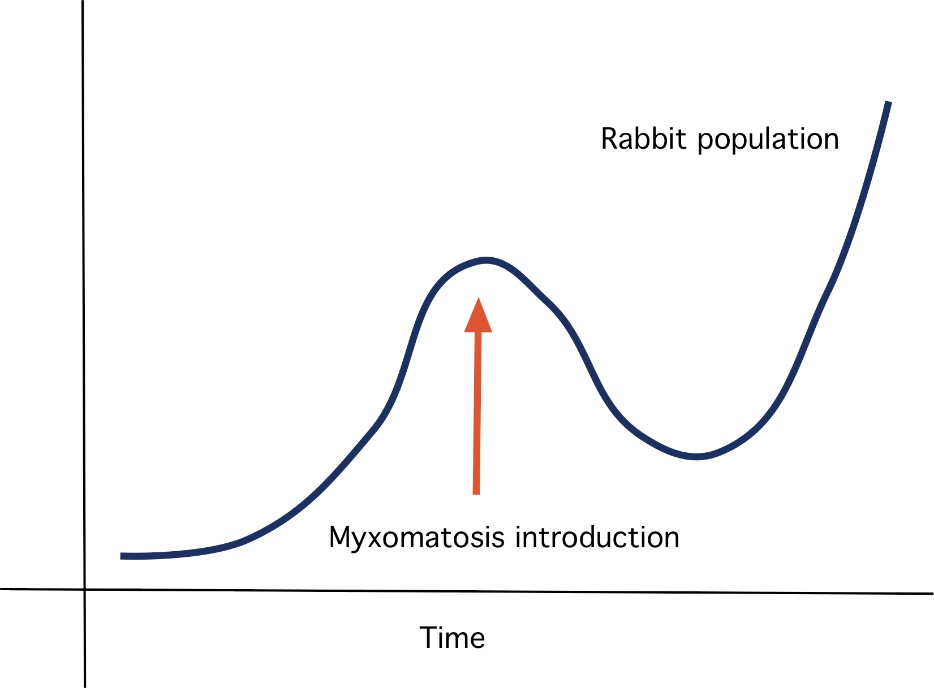 Rabbit population
Myxomatosis introduction
Time